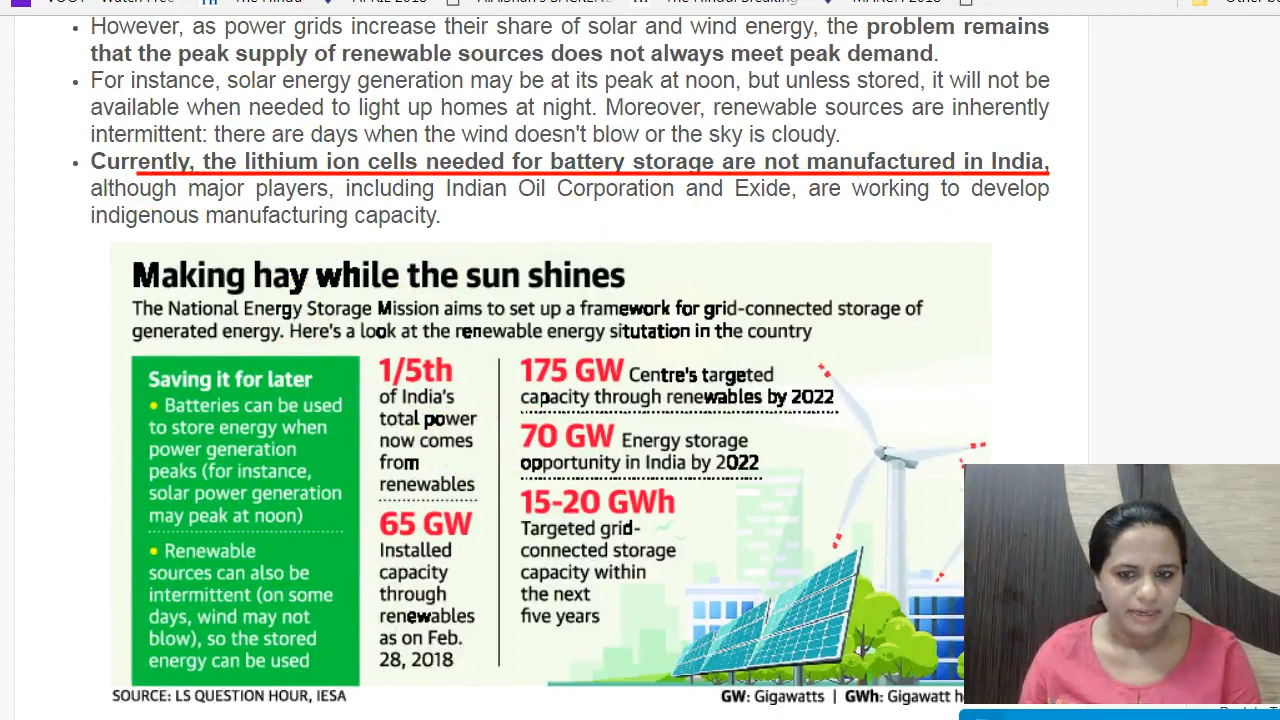 The Hindu
APRIL 2018
The Hindu Breaking
MARCH 2018
• However, as power grids increase their share of solar and wind energy, the problem remains
that the peak supply of renewable sources does not always meet peak demand.
• For instance, solar energy generation may be at its peak at noon, but unless stored, it will not be
available when needed to light up homes at night. Moreover, renewable sources are inherently
intermittent: there are days when the wind doesn't blow or the sky is cloudy.
• Currently, the lithium ion cells needed for battery storage are not manufactured in India,
although major players, including Indian Oil Corporation and Exide, are working to develop
indigenous manufacturing capacity.
Making hay while the sun shines
The National Energy Storage Mission aims to set up a framework for grid-connected storage of
generated energy. Here's a look at the renewable energy situtation in the country
Saving it for later
• Batteries can be used
to store energy when
power generation
peaks (for instance,
solar power generation
may peak at noon)
• Renewable
sources can also be
intermittent (on some
days, wind may not
blow), so the stored
energy can be used
1/5th
of India's
total power
now comes
from
renewables
65 GW
Installed
capacity
through
renewables
as on Feb.
28, 2018
175 GW Centre's targeted
capacity through renewables by 2022
70 GW Energy storage
opportunity in India by 2022
15-20 GWh
Targeted grid-
connected storage
capacity within
the next
five years
SOURCE: LS QUESTION HOUR, IESA
GW: Gigawatts | GWh: Gigawatt h